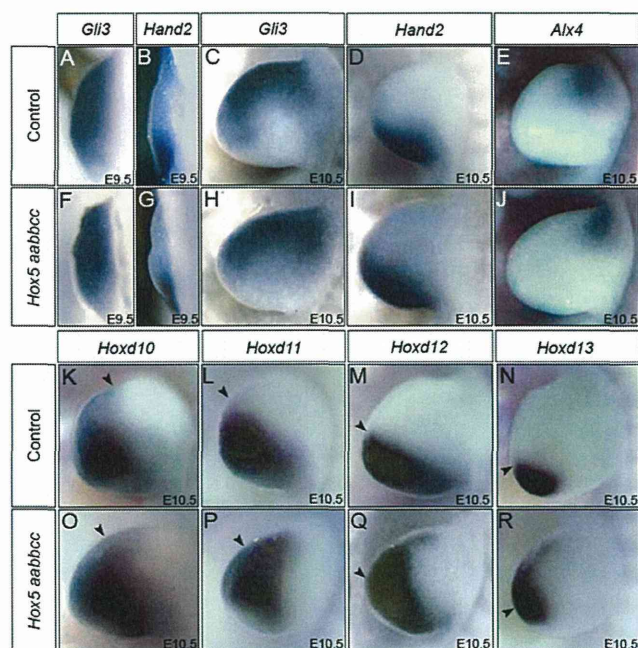 Gli3 Hand2 Gli3 Hand2 Alx4
Control
A B C D E
E9.5 E9.5 E10.5 E10.5 E10.5
Hox5 aabbcc
F G H I J
E9.5 E9.5 E10.5 E10.5 E10.5
Hoxd10 Hoxd11 Hoxd12 Hoxd13
Control
K L M N
E10.5 E10.5 E10.5 E10.5
Hox5 aabbcc
O P Q R
E10.5 E10.5 E10.5 E10.5